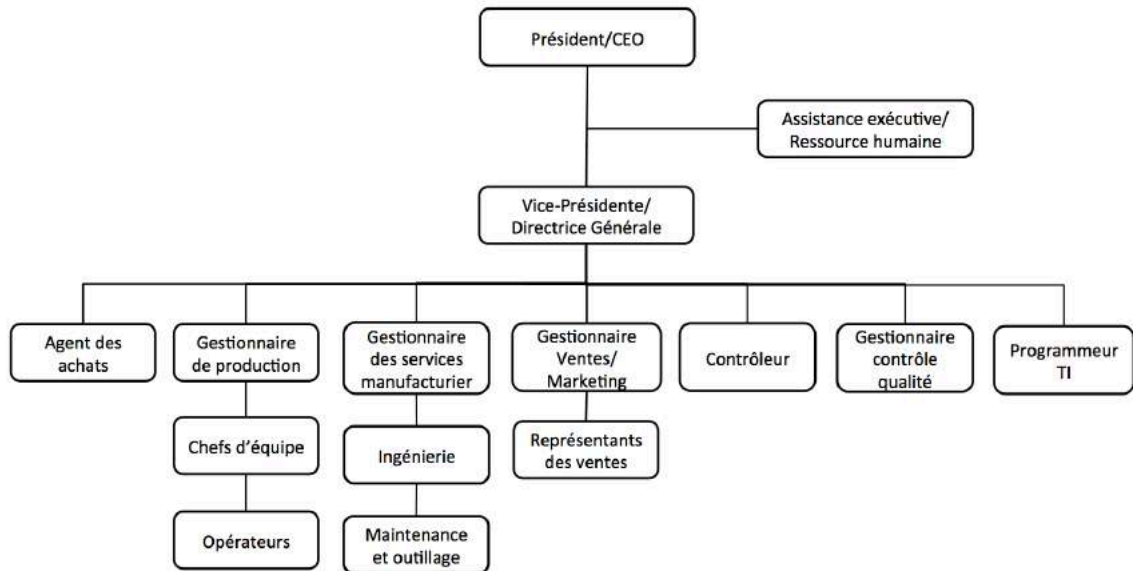 Président/CEO
Assistance exécutive/
Ressource humaine
Vice-Présidente/
Directrice Générale
Agent des
achats
Gestionnaire
de production
Gestionnaire
des services
manufacturier
Gestionnaire
Ventes/
Marketing
Contrôleur
Gestionnaire
contrôle
qualité
Programmeur
TI
Chefs d'équipe
Ingénierie
Représentants
des ventes
Opérateurs
Maintenance
et outillage